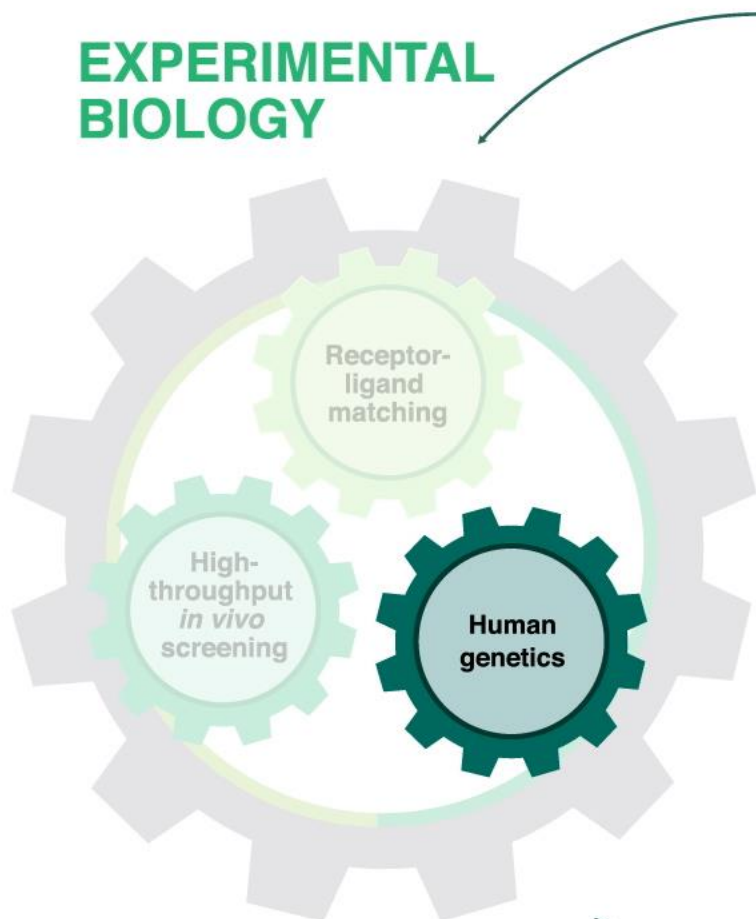 EXPERIMENTAL
BIOLOGY
Receptor-
ligand
matching
High-
throughput
in vivo
screening
Human
genetics